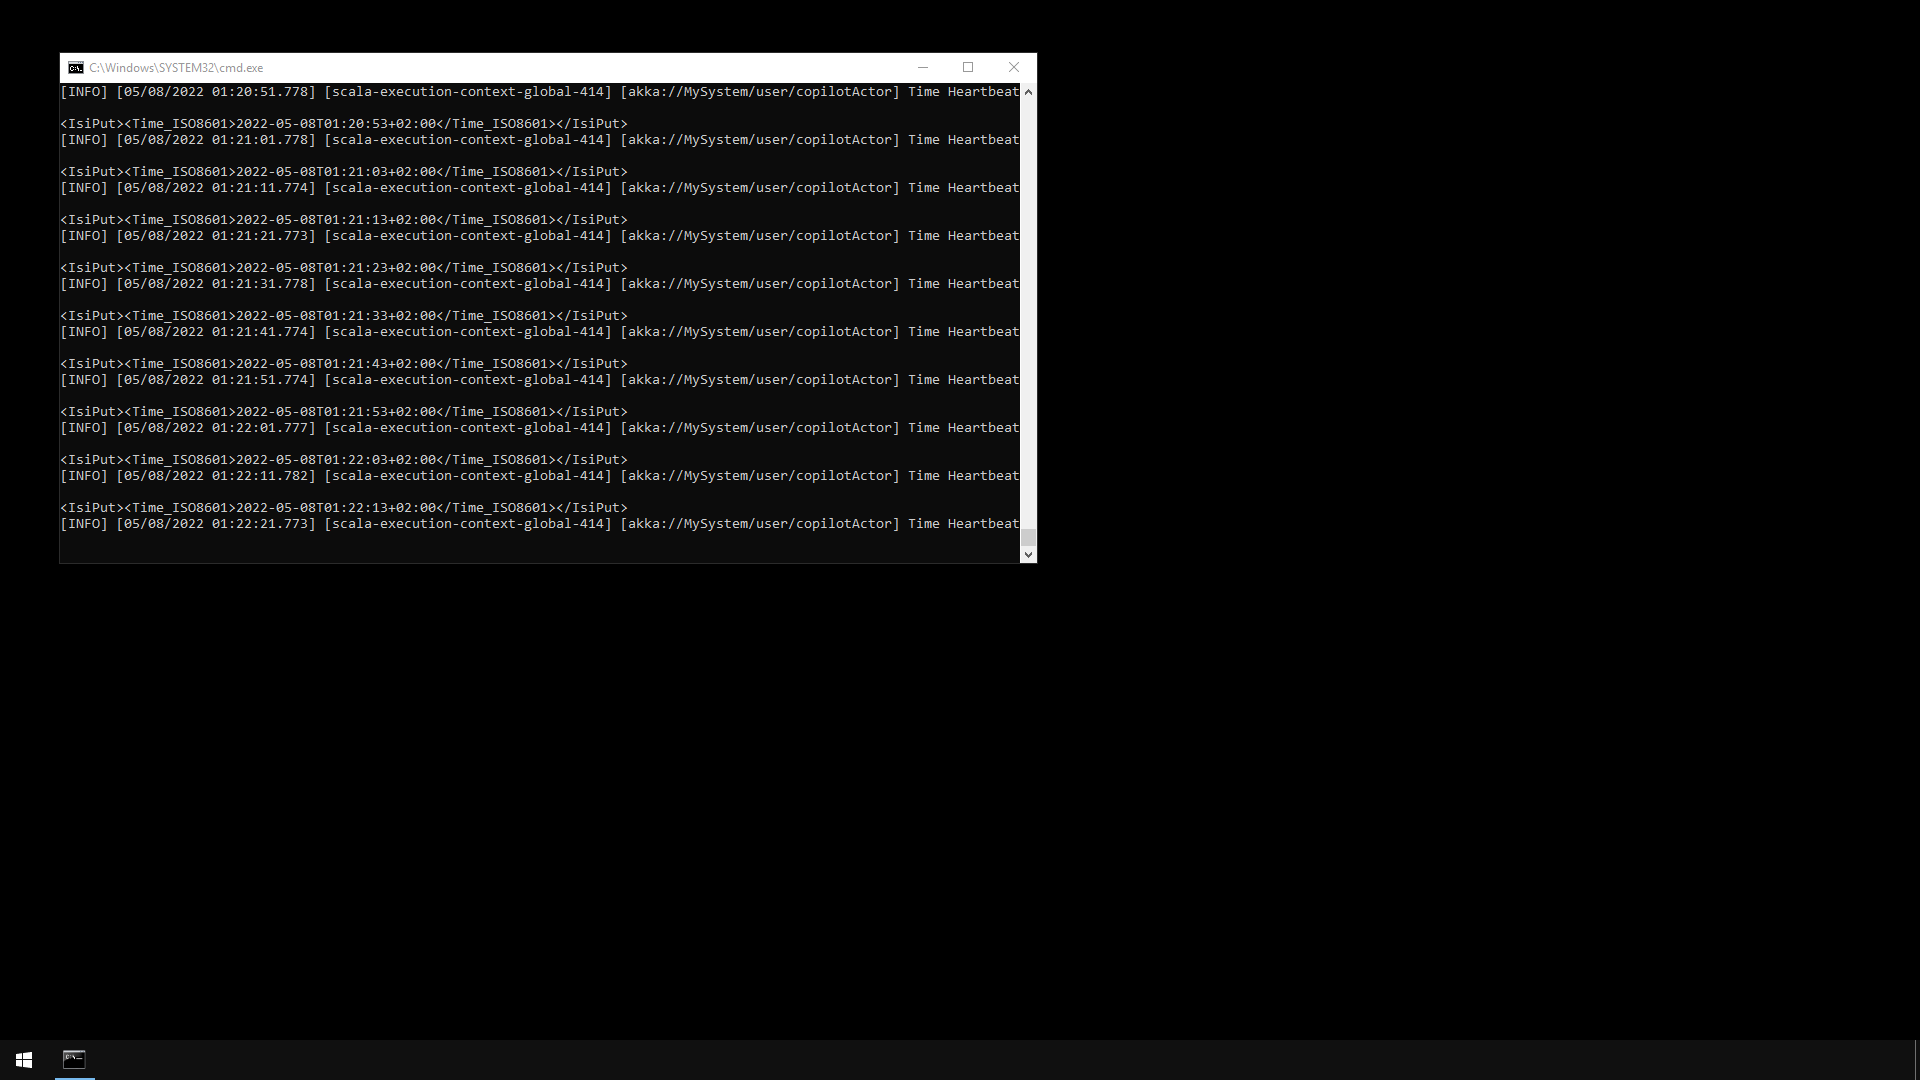 C:\Windows\SYSTEM32\cmd.exe
[INFO] [05/08/2022 01:20:51.778] [scala-execution-context-global-414] [akka://MySystem/user/copilotActor] Time Heartbeat
<IsiPut><Time_ISO8601>2022-05-08T01:20:53+02:00</Time_ISO8601></IsiPut>
[INFO] [05/08/2022 01:21:01.778] [scala-execution-context-global-414] [akka://MySystem/user/copilotActor] Time Heartbeat
<IsiPut><Time_ISO8601>2022-05-08T01:21:03+02:00</Time_ISO8601></IsiPut>
[INFO] [05/08/2022 01:21:11.774] [scala-execution-context-global-414] [akka://MySystem/user/copilotActor] Time Heartbeat
<IsiPut><Time_ISO8601>2022-05-08T01:21:13+02:00</Time_ISO8601></IsiPut>
[INFO] [05/08/2022 01:21:21.773] [scala-execution-context-global-414] [akka://MySystem/user/copilotActor] Time Heartbeat
<IsiPut><Time_ISO8601>2022-05-08T01:21:23+02:00</Time_ISO8601></IsiPut>
[INFO] [05/08/2022 01:21:31.778] [scala-execution-context-global-414] [akka://MySystem/user/copilotActor] Time Heartbeat
<IsiPut><Time_ISO8601>2022-05-08T01:21:33+02:00</Time_ISO8601></IsiPut>
[INFO] [05/08/2022 01:21:41.774] [scala-execution-context-global-414] [akka://MySystem/user/copilotActor] Time Heartbeat
<IsiPut><Time_ISO8601>2022-05-08T01:21:43+02:00</Time_ISO8601></IsiPut>
[INFO] [05/08/2022 01:21:51.774] [scala-execution-context-global-414] [akka://MySystem/user/copilotActor] Time Heartbeat
<IsiPut><Time_ISO8601>2022-05-08T01:21:53+02:00</Time_ISO8601></IsiPut>
[INFO] [05/08/2022 01:22:01.777] [scala-execution-context-global-414] [akka://MySystem/user/copilotActor] Time Heartbeat
<IsiPut><Time_ISO8601>2022-05-08T01:22:03+02:00</Time_ISO8601></IsiPut>
[INFO] [05/08/2022 01:22:11.782] [scala-execution-context-global-414] [akka://MySystem/user/copilotActor] Time Heartbeat
<IsiPut><Time_ISO8601>2022-05-08T01:22:13+02:00</Time_ISO8601></IsiPut>
[INFO] [05/08/2022 01:22:21.773] [scala-execution-context-global-414] [akka://MySystem/user/copilotActor] Time Heartbeat